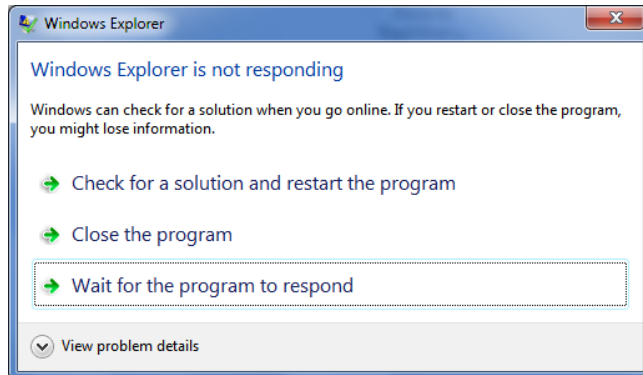 Windows Explorer
Windows Explorer is not responding
Windows can check for a solution when you go online. If you restart or close the program,
you might lose information.
Check for a solution and restart the program
Close the program
Wait for the program to respond
View problem details